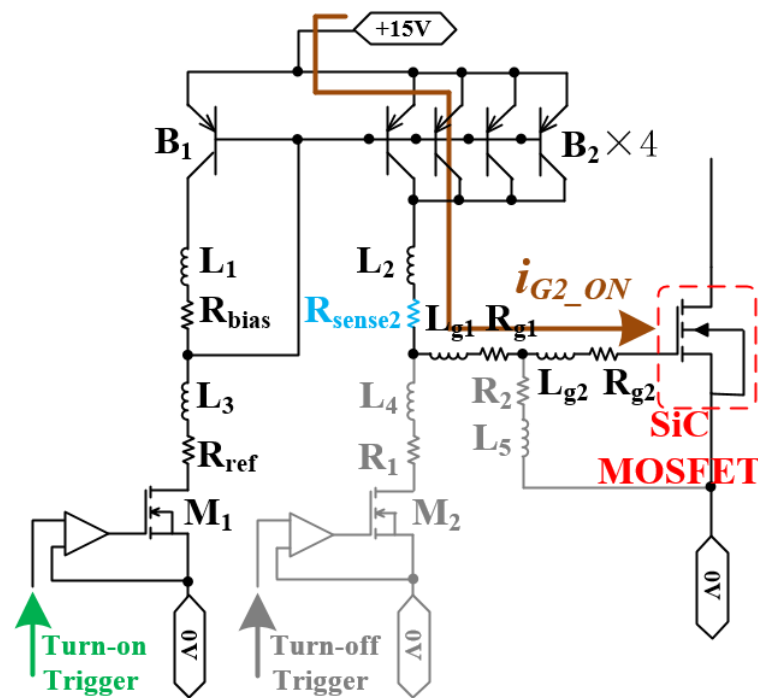 +15V
B₁
B₂×4
L₁
L₂
iG2_ON
Rbias
Rsense2
Lg1 Rg1
L₃
L₄
R₂
Lg2
Rg2
SiC
MOSFET
Rref
R₁
L₅
M₁
M₂
0V
0V
0V
Turn-on
Trigger
Turn-off
Trigger